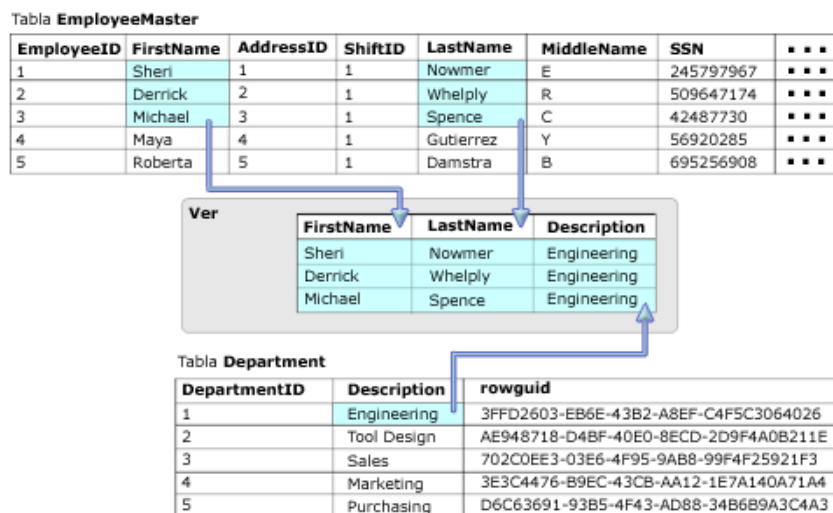 Tabla EmployeeMaster
EmployeeID FirstName AddressID ShiftID LastName MiddleName SSN ...
1 Sheri 1 1 Nowmer E 245797967 ...
2 Derrick 2 1 Whelply R 509647174 ...
3 Michael 3 1 Spence C 42487730 ...
4 Maya 4 1 Gutierrez Y 56920285 ...
5 Roberta 5 1 Damstra B 695256908 ...
Ver
FirstName LastName Description
Sheri Nowmer Engineering
Derrick Whelply Engineering
Michael Spence Engineering
Tabla Department
DepartmentID Description rowguid
1 Engineering 3FFD2603-EB6E-43B2-A8EF-C4F5C3064026
2 Tool Design AE948718-D4BF-40E0-8ECD-2D9F4A0B211E
3 Sales 702C0EE3-03E6-4F95-9AB8-99F4F25921F3
4 Marketing 3E3C4476-B9EC-43CB-AA12-1E7A140A71A4
5 Purchasing D6C63691-93B5-4F43-AD88-34B6B9A3C4A3